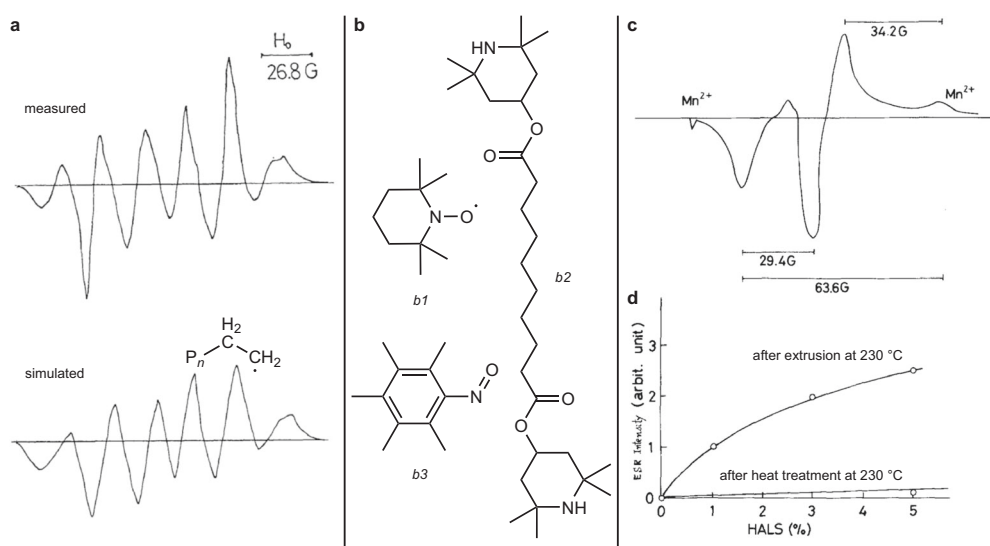 a
H₀
26.8 G
measured
simulated
H₂
C
Pₙ
CH₂
b
HN
O
O
N
O
b1
b2
N
O
b3
O
O
NH
c
34.2G
Mn²⁺
Mn²⁺
29.4G
63.6G
d
ESR Intensity (arbit. unit)
3
2
1
0
after extrusion at 230 °C
after heat treatment at 230 °C
0
1
2
3
4
5
HALS (%)